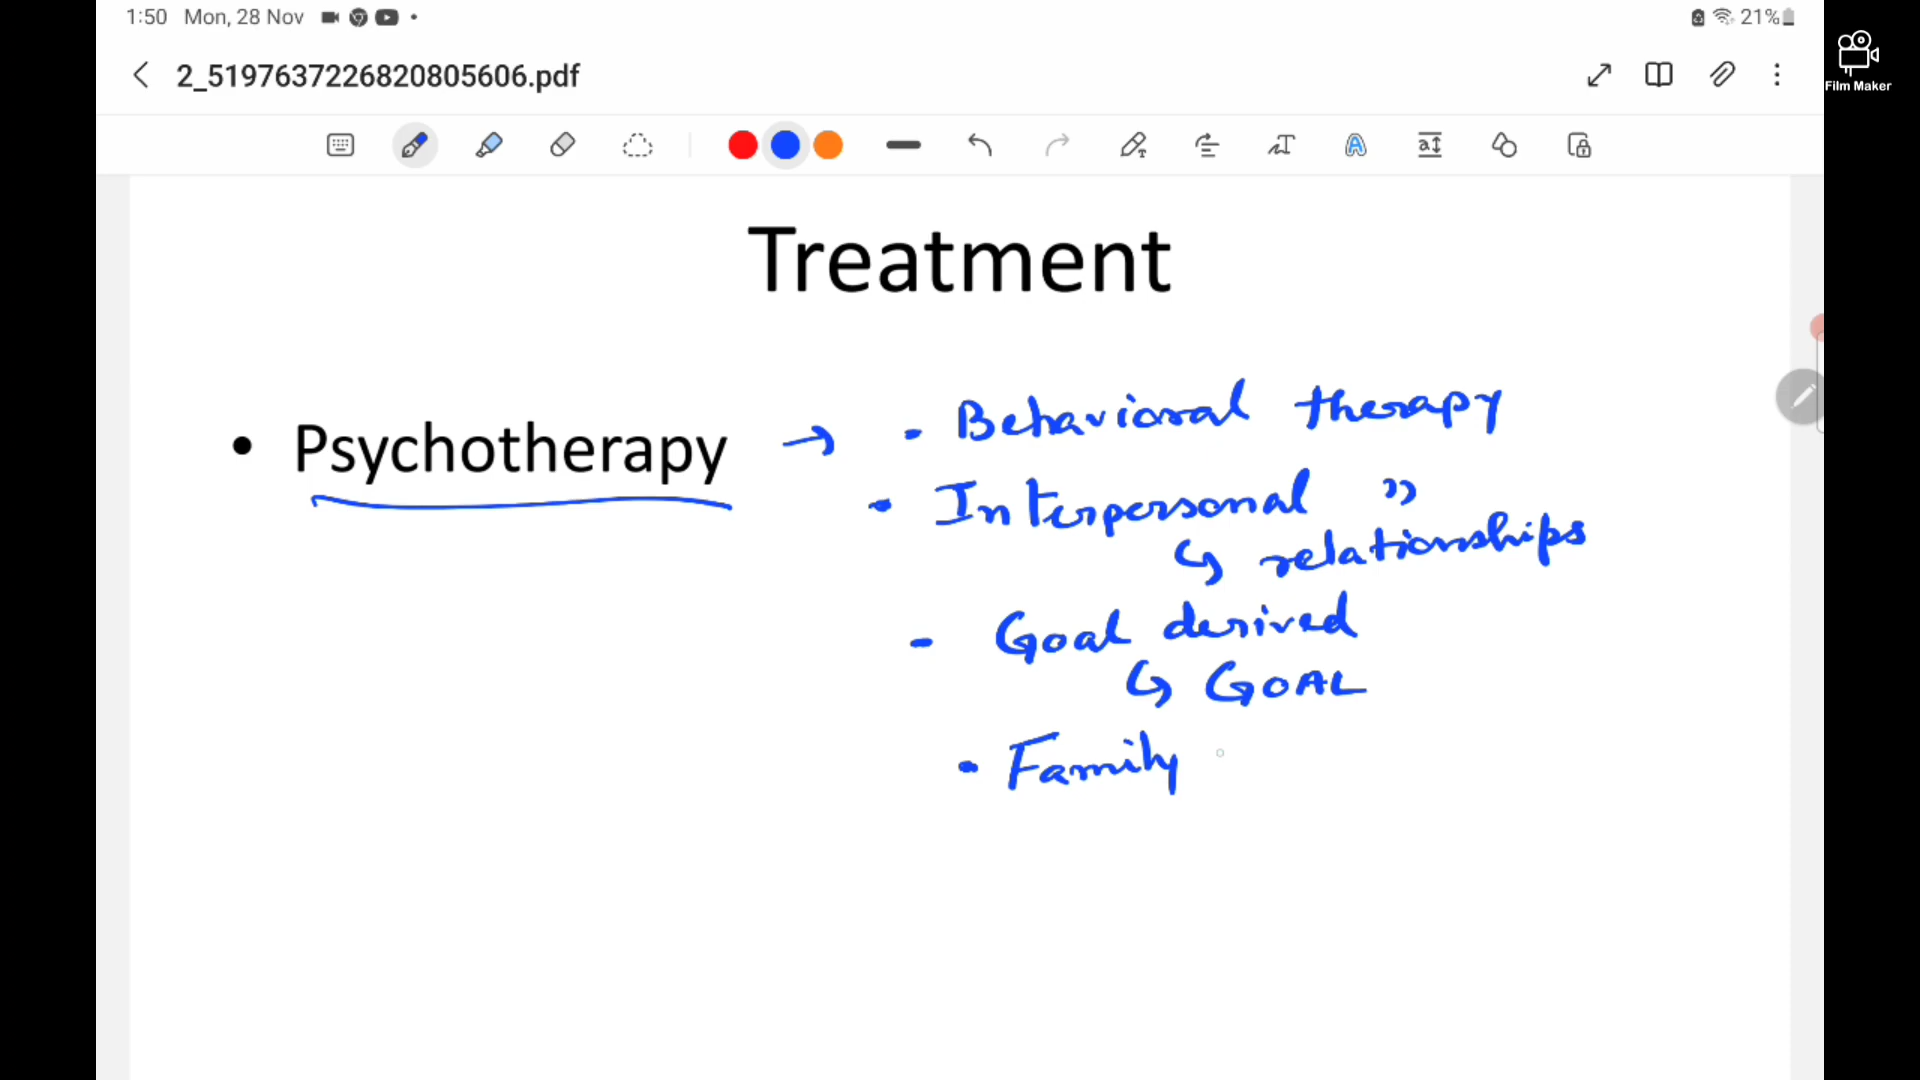 1:50 Mon, 28 Nov
21%
Film Maker
2_5197637226820805606.pdf
Treatment
• Psychotherapy → - Behavioral therapy
- Interpersonal "
↳ relationships
- Goal derived
↳ GOAL
- Family